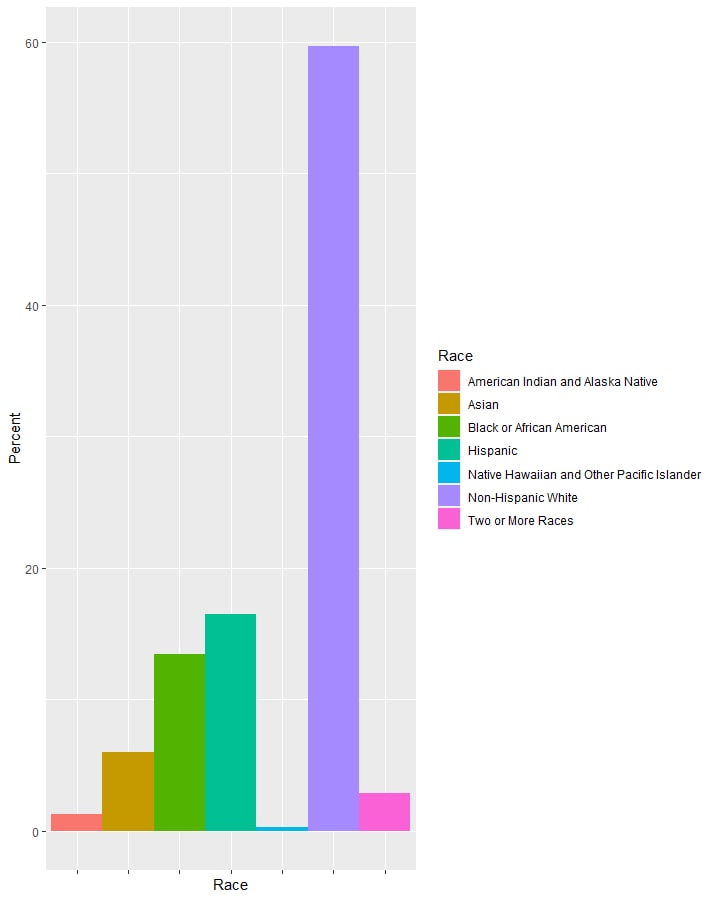 60
40
20
0
Percent
Race
Race
American Indian and Alaska Native
Asian
Black or African American
Hispanic
Native Hawaiian and Other Pacific Islander
Non-Hispanic White
Two or More Races